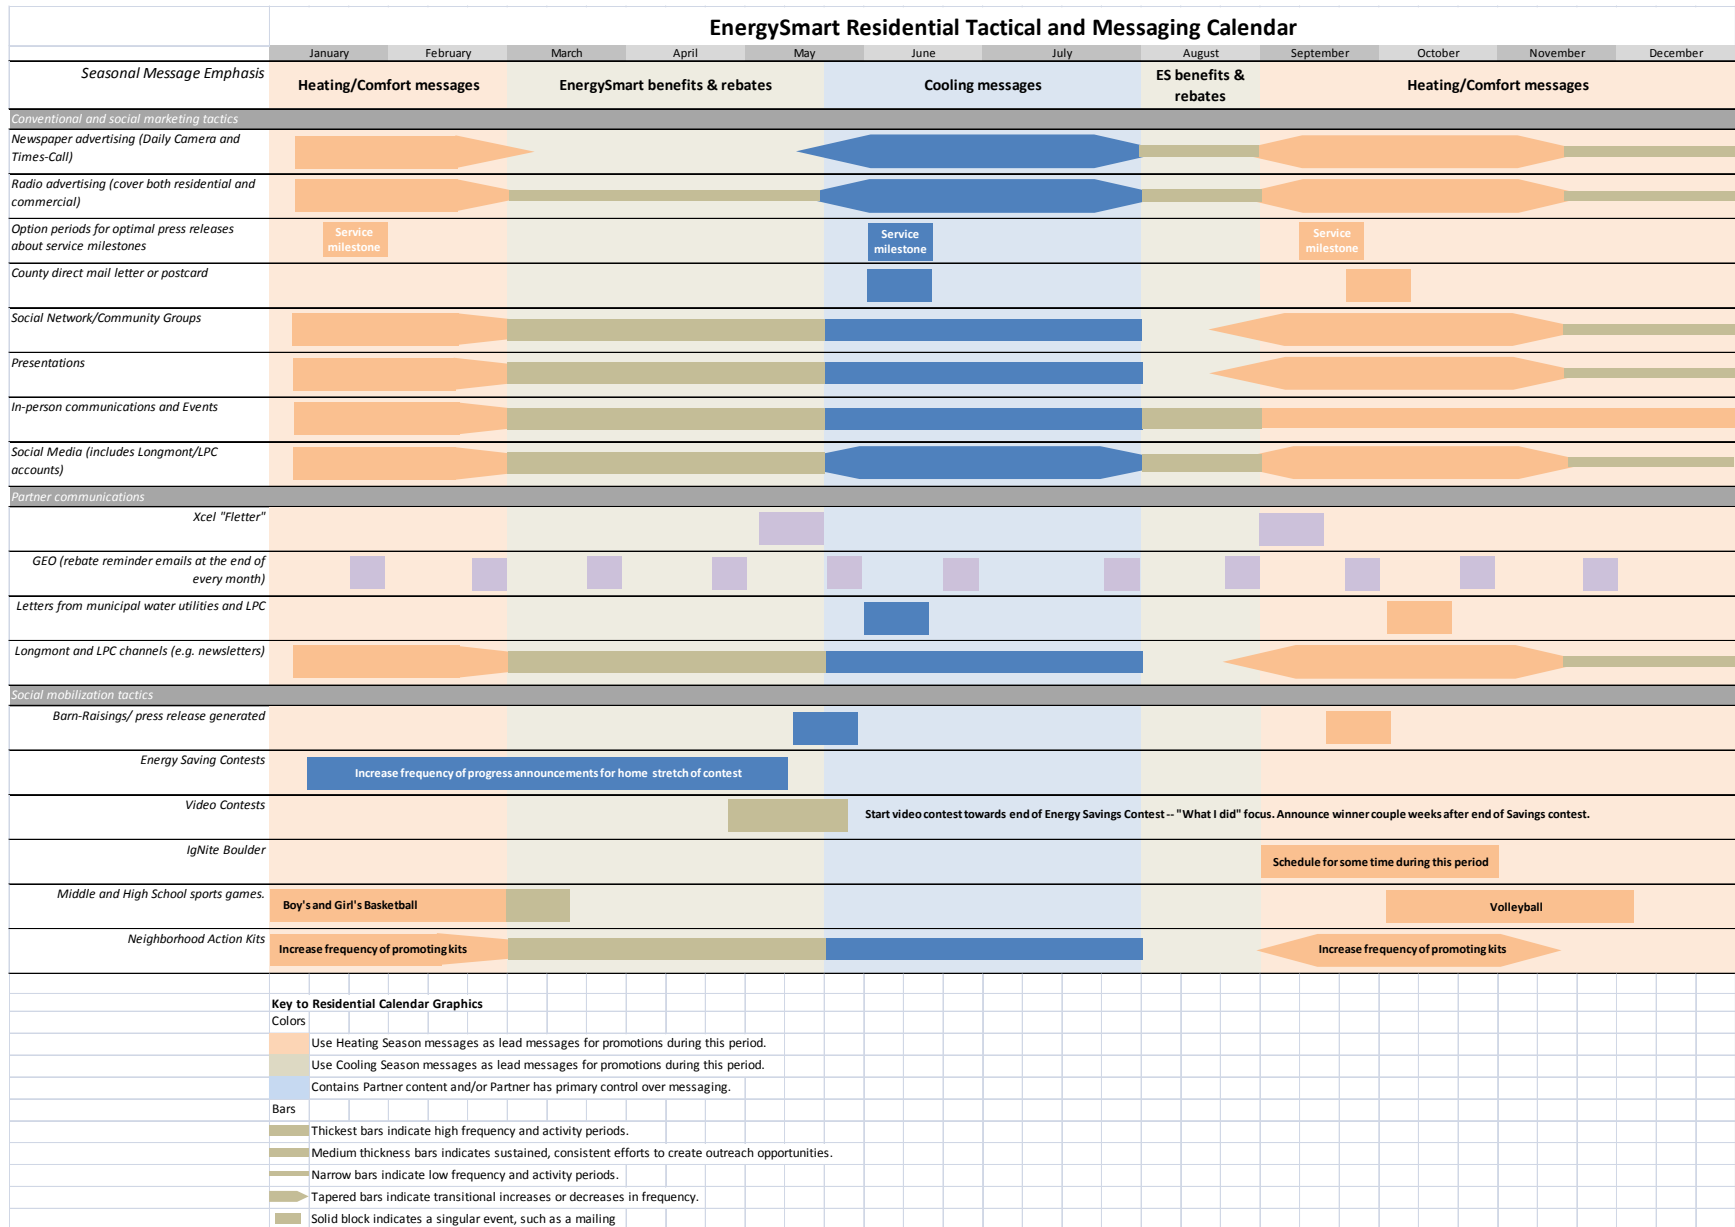 EnergySmart Residential Tactical and Messaging Calendar
January February March April May June July August September October November December
Seasonal Message Emphasis
Heating/Comfort messages
EnergySmart benefits & rebates
Cooling messages
ES benefits &
rebates
Heating/Comfort messages
Conventional and social marketing tactics
Newspaper advertising (Daily Camera and
Times-Call)
Radio advertising (cover both residential and
commercial)
Option periods for optimal press releases
about service milestones
Service
milestone
Service
milestone
Service
milestone
County direct mail letter or postcard
Social Network/Community Groups
Presentations
In-person communications and Events
Social Media (includes Longmont/LPC
accounts)
Partner communications
Xcel "Fletter"
GEO (rebate reminder emails at the end of
every month)
Letters from municipal water utilities and LPC
Longmont and LPC channels (e.g. newsletters)
Social mobilization tactics
Barn-Raisings/ press release generated
Energy Saving Contests
Increase frequency of progress announcements for home stretch of contest
Video Contests
Start video contest towards end of Energy Savings Contest -- "What I did" focus. Announce winner couple weeks after end of Savings contest.
IgNite Boulder
Schedule for some time during this period
Middle and High School sports games.
Boy's and Girl's Basketball
Volleyball
Neighborhood Action Kits
Increase frequency of promoting kits
Increase frequency of promoting kits
Key to Residential Calendar Graphics
Colors
Use Heating Season messages as lead messages for promotions during this period.
Use Cooling Season messages as lead messages for promotions during this period.
Contains Partner content and/or Partner has primary control over messaging.
Bars
Thickest bars indicate high frequency and activity periods.
Medium thickness bars indicates sustained, consistent efforts to create outreach opportunities.
Narrow bars indicate low frequency and activity periods.
Tapered bars indicate transitional increases or decreases in frequency.
Solid block indicates a singular event, such as a mailing